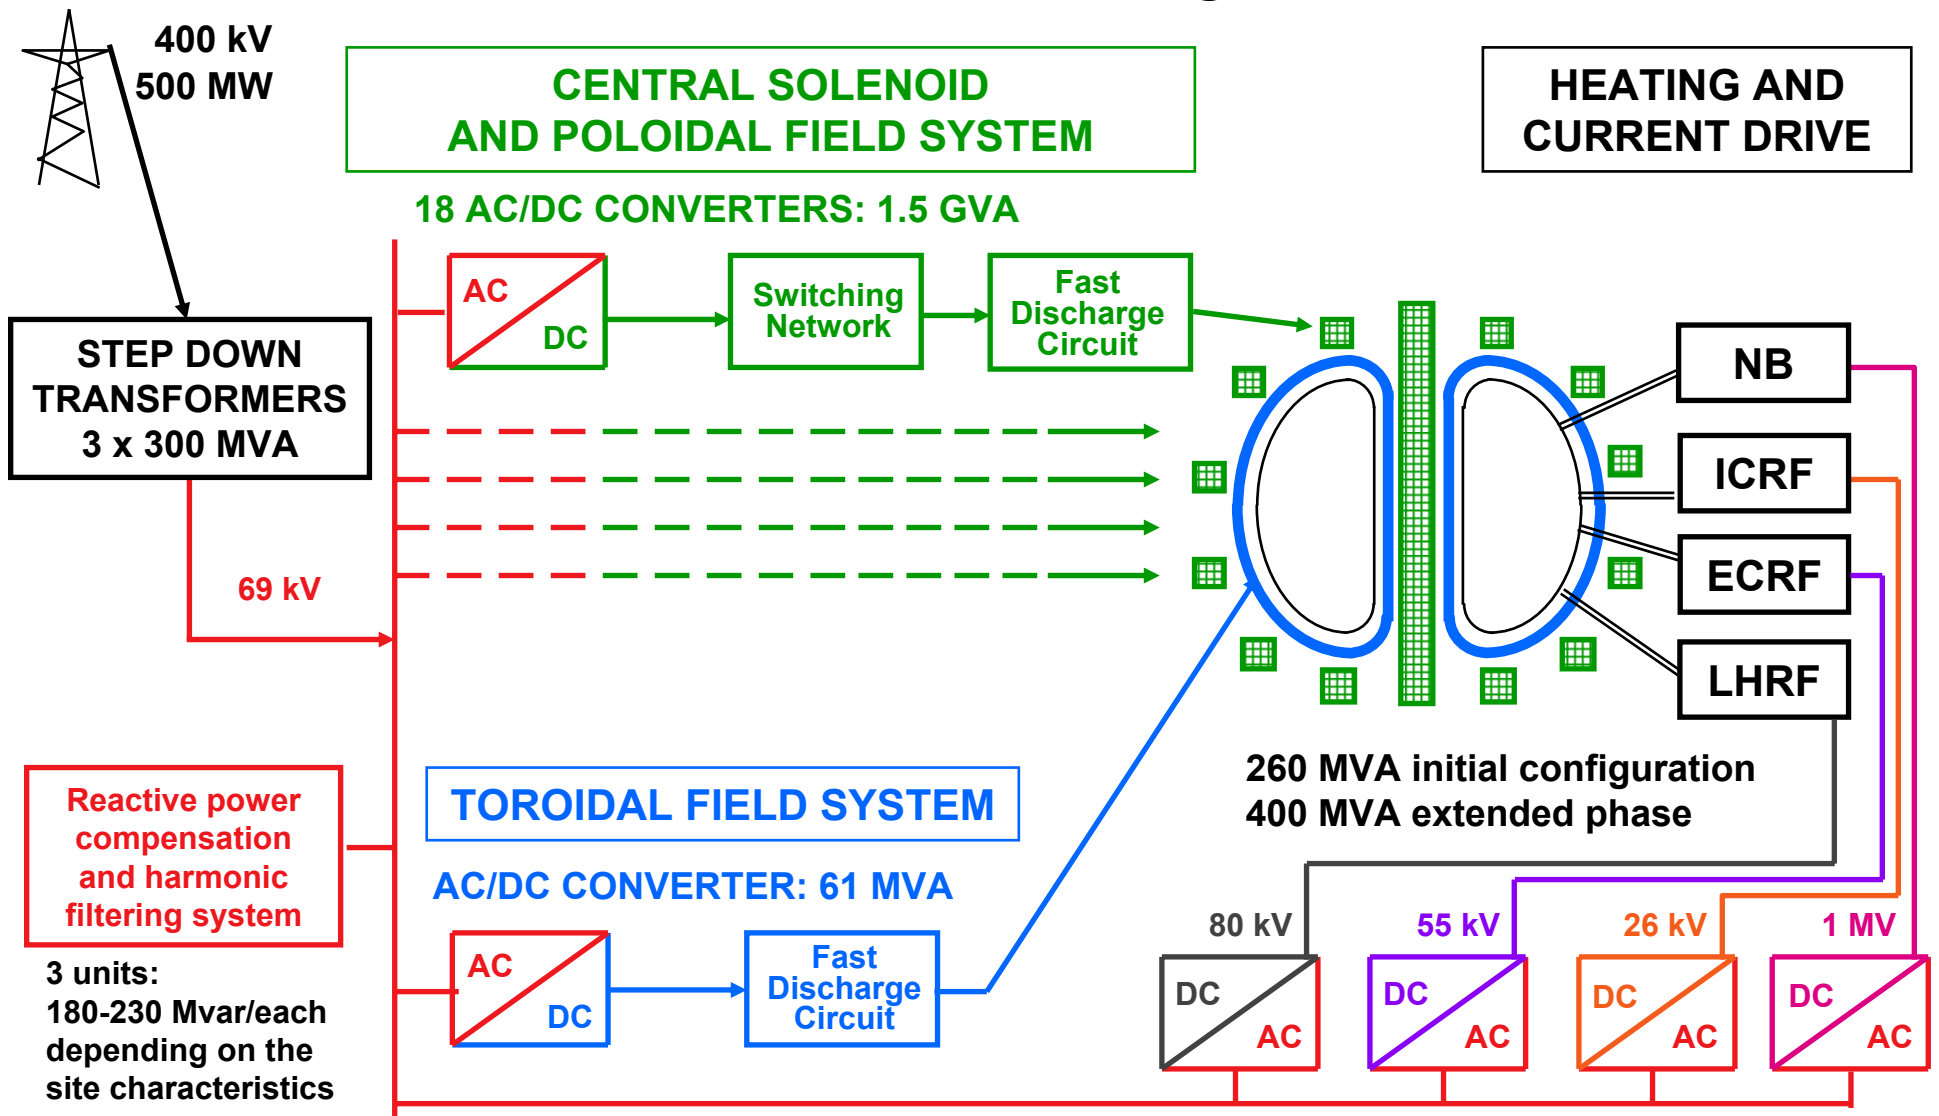 400 kV
500 MW
CENTRAL SOLENOID
AND POLOIDAL FIELD SYSTEM
HEATING AND
CURRENT DRIVE
18 AC/DC CONVERTERS: 1.5 GVA
AC
DC
Switching
Network
Fast
Discharge
Circuit
STEP DOWN
TRANSFORMERS
3 x 300 MVA
NB
ICRF
ECRF
LHRF
69 kV
260 MVA initial configuration
400 MVA extended phase
Reactive power
compensation
and harmonic
filtering system
3 units:
180-230 Mvar/each
depending on the
site characteristics
TOROIDAL FIELD SYSTEM
AC/DC CONVERTER: 61 MVA
AC
DC
Fast
Discharge
Circuit
80 kV
55 kV
26 kV
1 MV
DC
AC
DC
AC
DC
AC
DC
AC